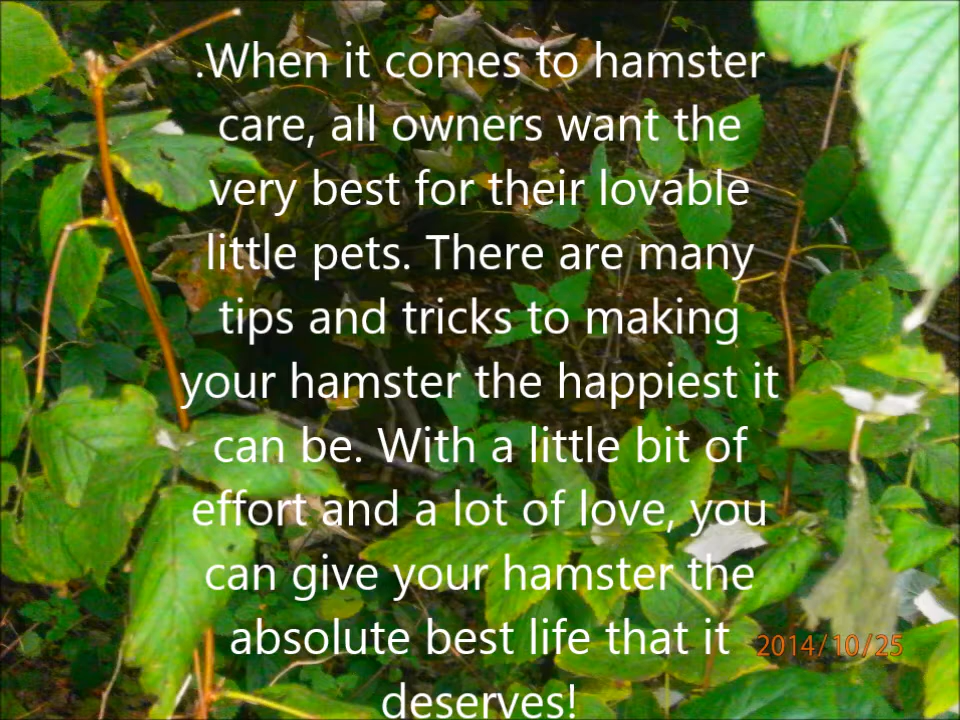 .When it comes to hamster
care, all owners want the
very best for their lovable
little pets. There are many
tips and tricks to making
your hamster the happiest it
can be. With a little bit of
effort and a lot of love, you
can give your hamster the
absolute best life that it
2014/10/25
deserves!